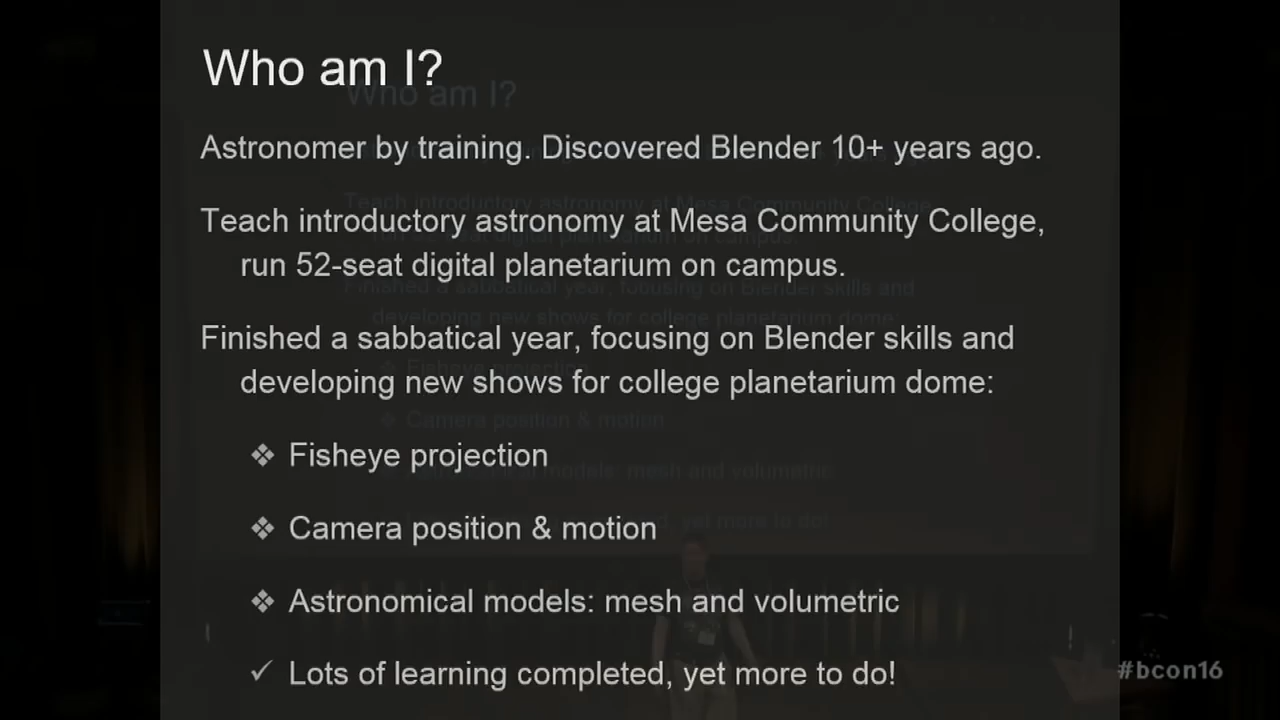 Who am I?
Astronomer by training. Discovered Blender 10+ years ago.
Teach introductory astronomy at Mesa Community College,
run 52-seat digital planetarium on campus.
Finished a sabbatical year, focusing on Blender skills and
developing new shows for college planetarium dome:
❖ Fisheye projection
❖ Camera position & motion
❖ Astronomical models: mesh and volumetric
✓ Lots of learning completed, yet more to do!
#bcon16